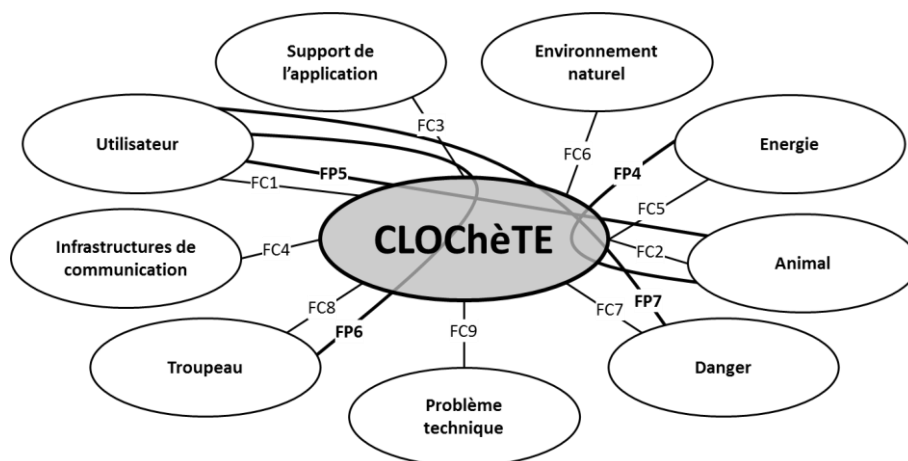 Support de
l'application
Environnement
naturel
Utilisateur
Energie
FC3
FC6
FP4
FP5
FC1
FC5
CLOChèTE
Infrastructures de
communication
FC4
FC2
Animal
FC8
FC9
FC7
FP7
FP6
Troupeau
Danger
Problème
technique